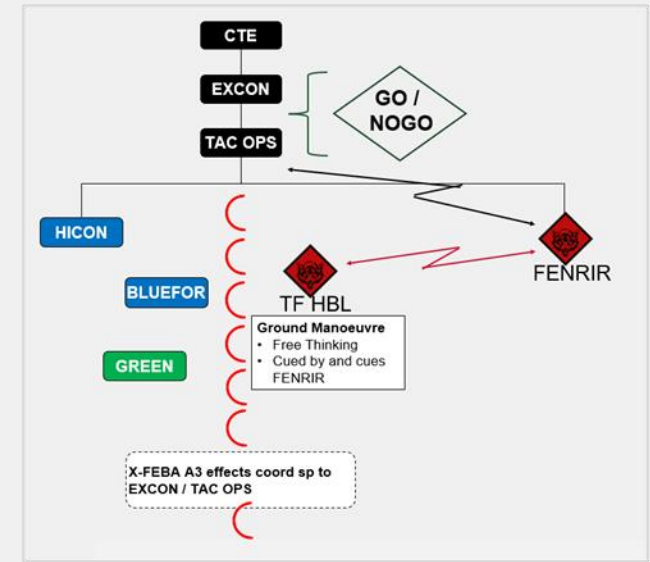 CTE
EXCON
TAC OPS
GO /
NOGO
HICON
FENRIR
BLUEFOR
TF HBL
Ground Manoeuvre
• Free Thinking
• Cued by and cues
FENRIR
GREEN
X-FEBA A3 effects coord sp to
EXCON / TAC OPS